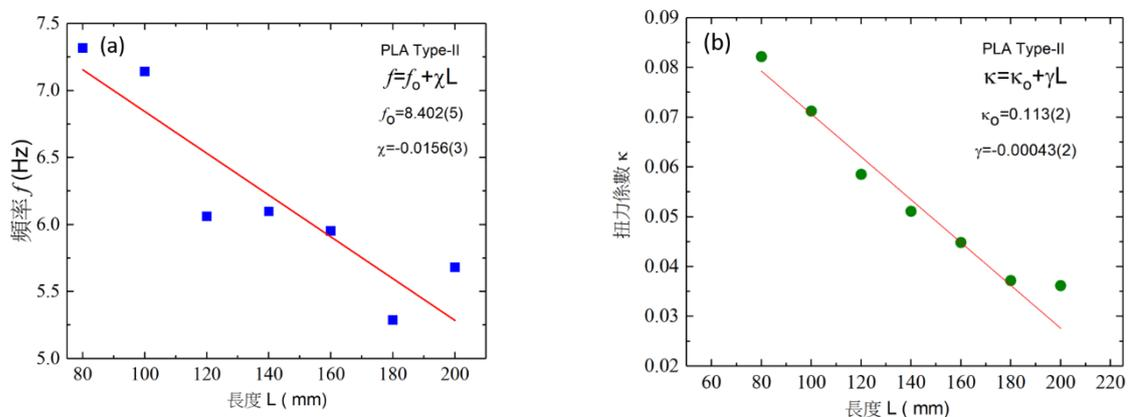 (a)
PLA Type-II
f=fo+χL
fo=8.402(5)
χ=-0.0156(3)
頻率 f (Hz)
7.5
7.0
6.5
6.0
5.5
5.0
80 100 120 140 160 180 200
長度 L ( mm)
(b)
PLA Type-II
κ=κo+γL
κo=0.113(2)
γ=-0.00043(2)
扭力係數 κ
0.09
0.08
0.07
0.06
0.05
0.04
0.03
0.02
60 80 100 120 140 160 180 200 220
長度 L ( mm)